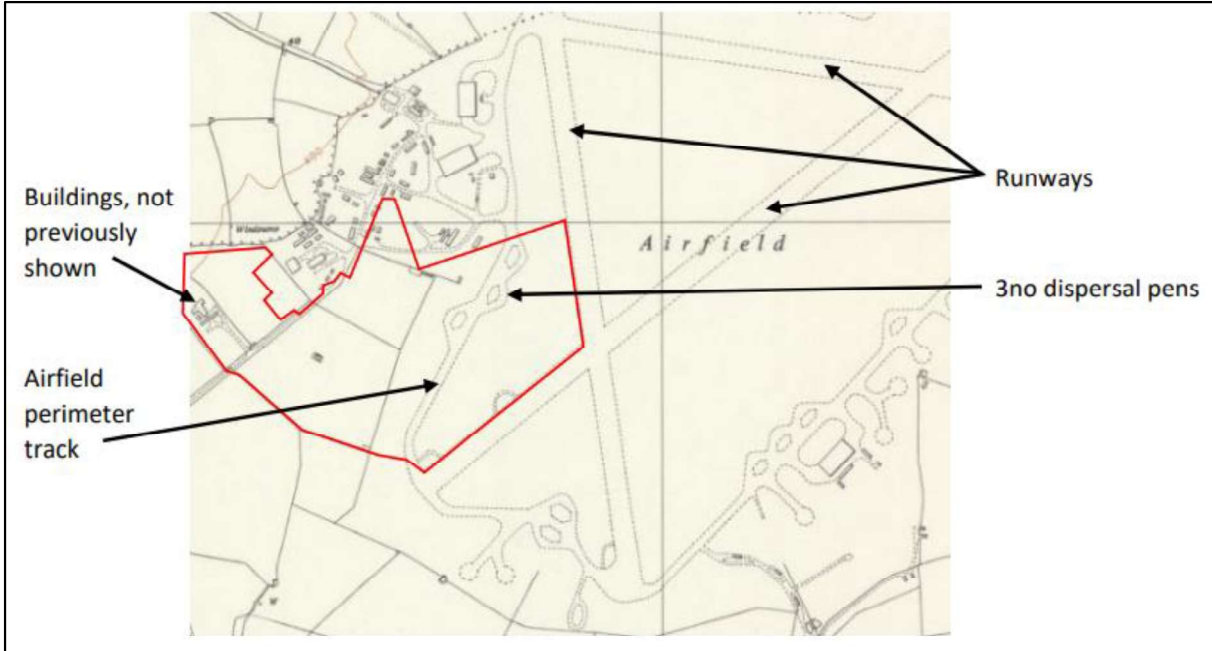 Buildings, not
previously
shown
Airfield
perimeter
track
Airfield
Runways
3no dispersal pens
W